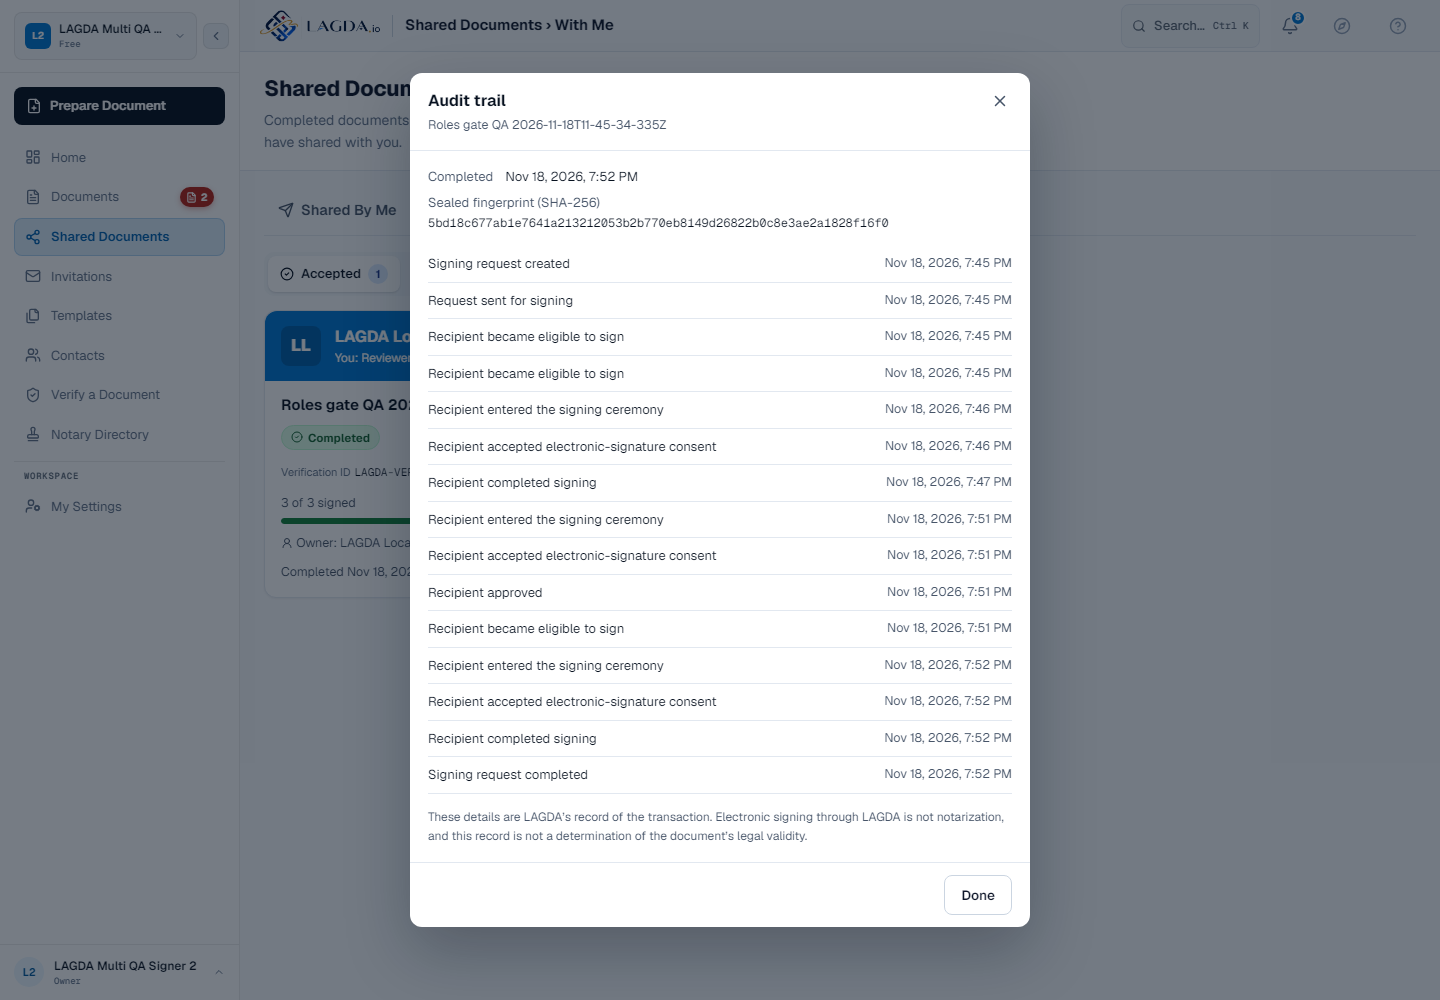 L2
LAGDA Multi QA ...
Free
LAGDA.io
Shared Documents › With Me
Search...
Ctrl K
8
Prepare Document
Home
Documents
2
Shared Documents
Invitations
Templates
Contacts
Verify a Document
Notary Directory
WORKSPACE
My Settings
L2
LAGDA Multi QA Signer 2
Owner
Shared Docum
Completed documents
have shared with you.
Shared By Me
Accepted 1
LL
LAGDA Lo
You: Reviewer
Roles gate QA 202
Completed
Verification ID LAGDA-VER
3 of 3 signed
Owner: LAGDA Loca
Completed Nov 18, 202
Audit trail
Roles gate QA 2026-11-18T11-45-34-335Z
Completed Nov 18, 2026, 7:52 PM
Sealed fingerprint (SHA-256)
5bd18c677ab1e7641a213212053b2b770eb8149d26822b0c8e3ae2a1828f16f0
Signing request created Nov 18, 2026, 7:45 PM
Request sent for signing Nov 18, 2026, 7:45 PM
Recipient became eligible to sign Nov 18, 2026, 7:45 PM
Recipient became eligible to sign Nov 18, 2026, 7:45 PM
Recipient entered the signing ceremony Nov 18, 2026, 7:46 PM
Recipient accepted electronic-signature consent Nov 18, 2026, 7:46 PM
Recipient completed signing Nov 18, 2026, 7:47 PM
Recipient entered the signing ceremony Nov 18, 2026, 7:51 PM
Recipient accepted electronic-signature consent Nov 18, 2026, 7:51 PM
Recipient approved Nov 18, 2026, 7:51 PM
Recipient became eligible to sign Nov 18, 2026, 7:51 PM
Recipient entered the signing ceremony Nov 18, 2026, 7:52 PM
Recipient accepted electronic-signature consent Nov 18, 2026, 7:52 PM
Recipient completed signing Nov 18, 2026, 7:52 PM
Signing request completed Nov 18, 2026, 7:52 PM
These details are LAGDA's record of the transaction. Electronic signing through LAGDA is not notarization,
and this record is not a determination of the document's legal validity.
Done